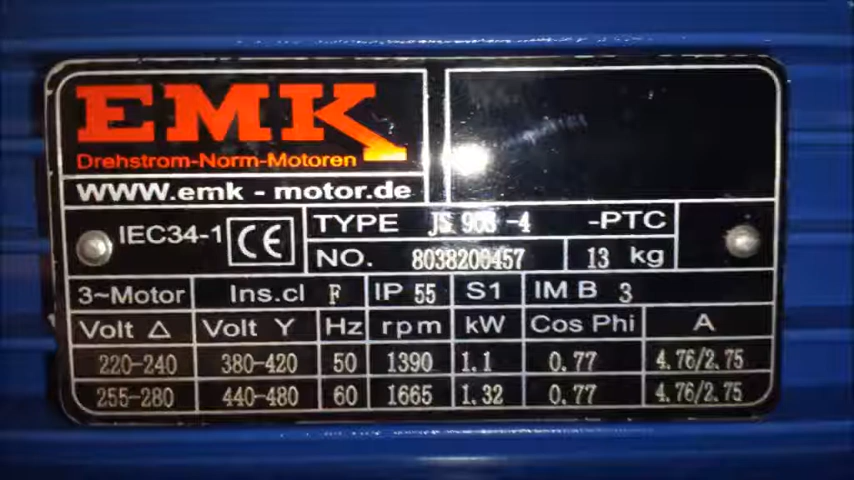 EMK
Drehstrom-Norm-Motoren
WWW.emk - motor.de
IEC34-1 CE TYPE JS 90S -4 -PTC
NO. 8038200457 13 kg
3~Motor Ins.cl F IP 55 S1 IM B 3
Volt Δ Volt Y Hz rpm kW Cos Phi A
220-240 380-420 50 1390 1.1 0.77 4.76/2.75
255-280 440-480 60 1665 1.32 0.77 4.76/2.75